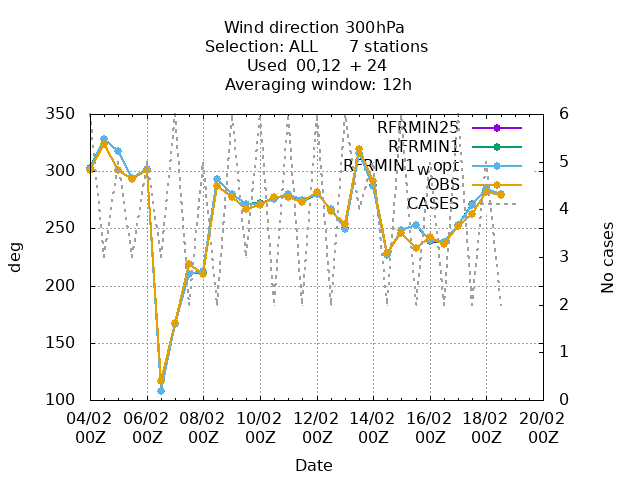 Wind direction 300hPa
Selection: ALL 7 stations
Used 00,12 + 24
Averaging window: 12h
350
300
250
200
150
100
deg
6
5
4
3
2
1
0
No cases
RFRMIN25
RFRMIN1
RFRMIN1_wopt
OBS
CASES
04/02 06/02 08/02 10/02 12/02 14/02 16/02 18/02 20/02
00Z 00Z 00Z 00Z 00Z 00Z 00Z 00Z 00Z
Date